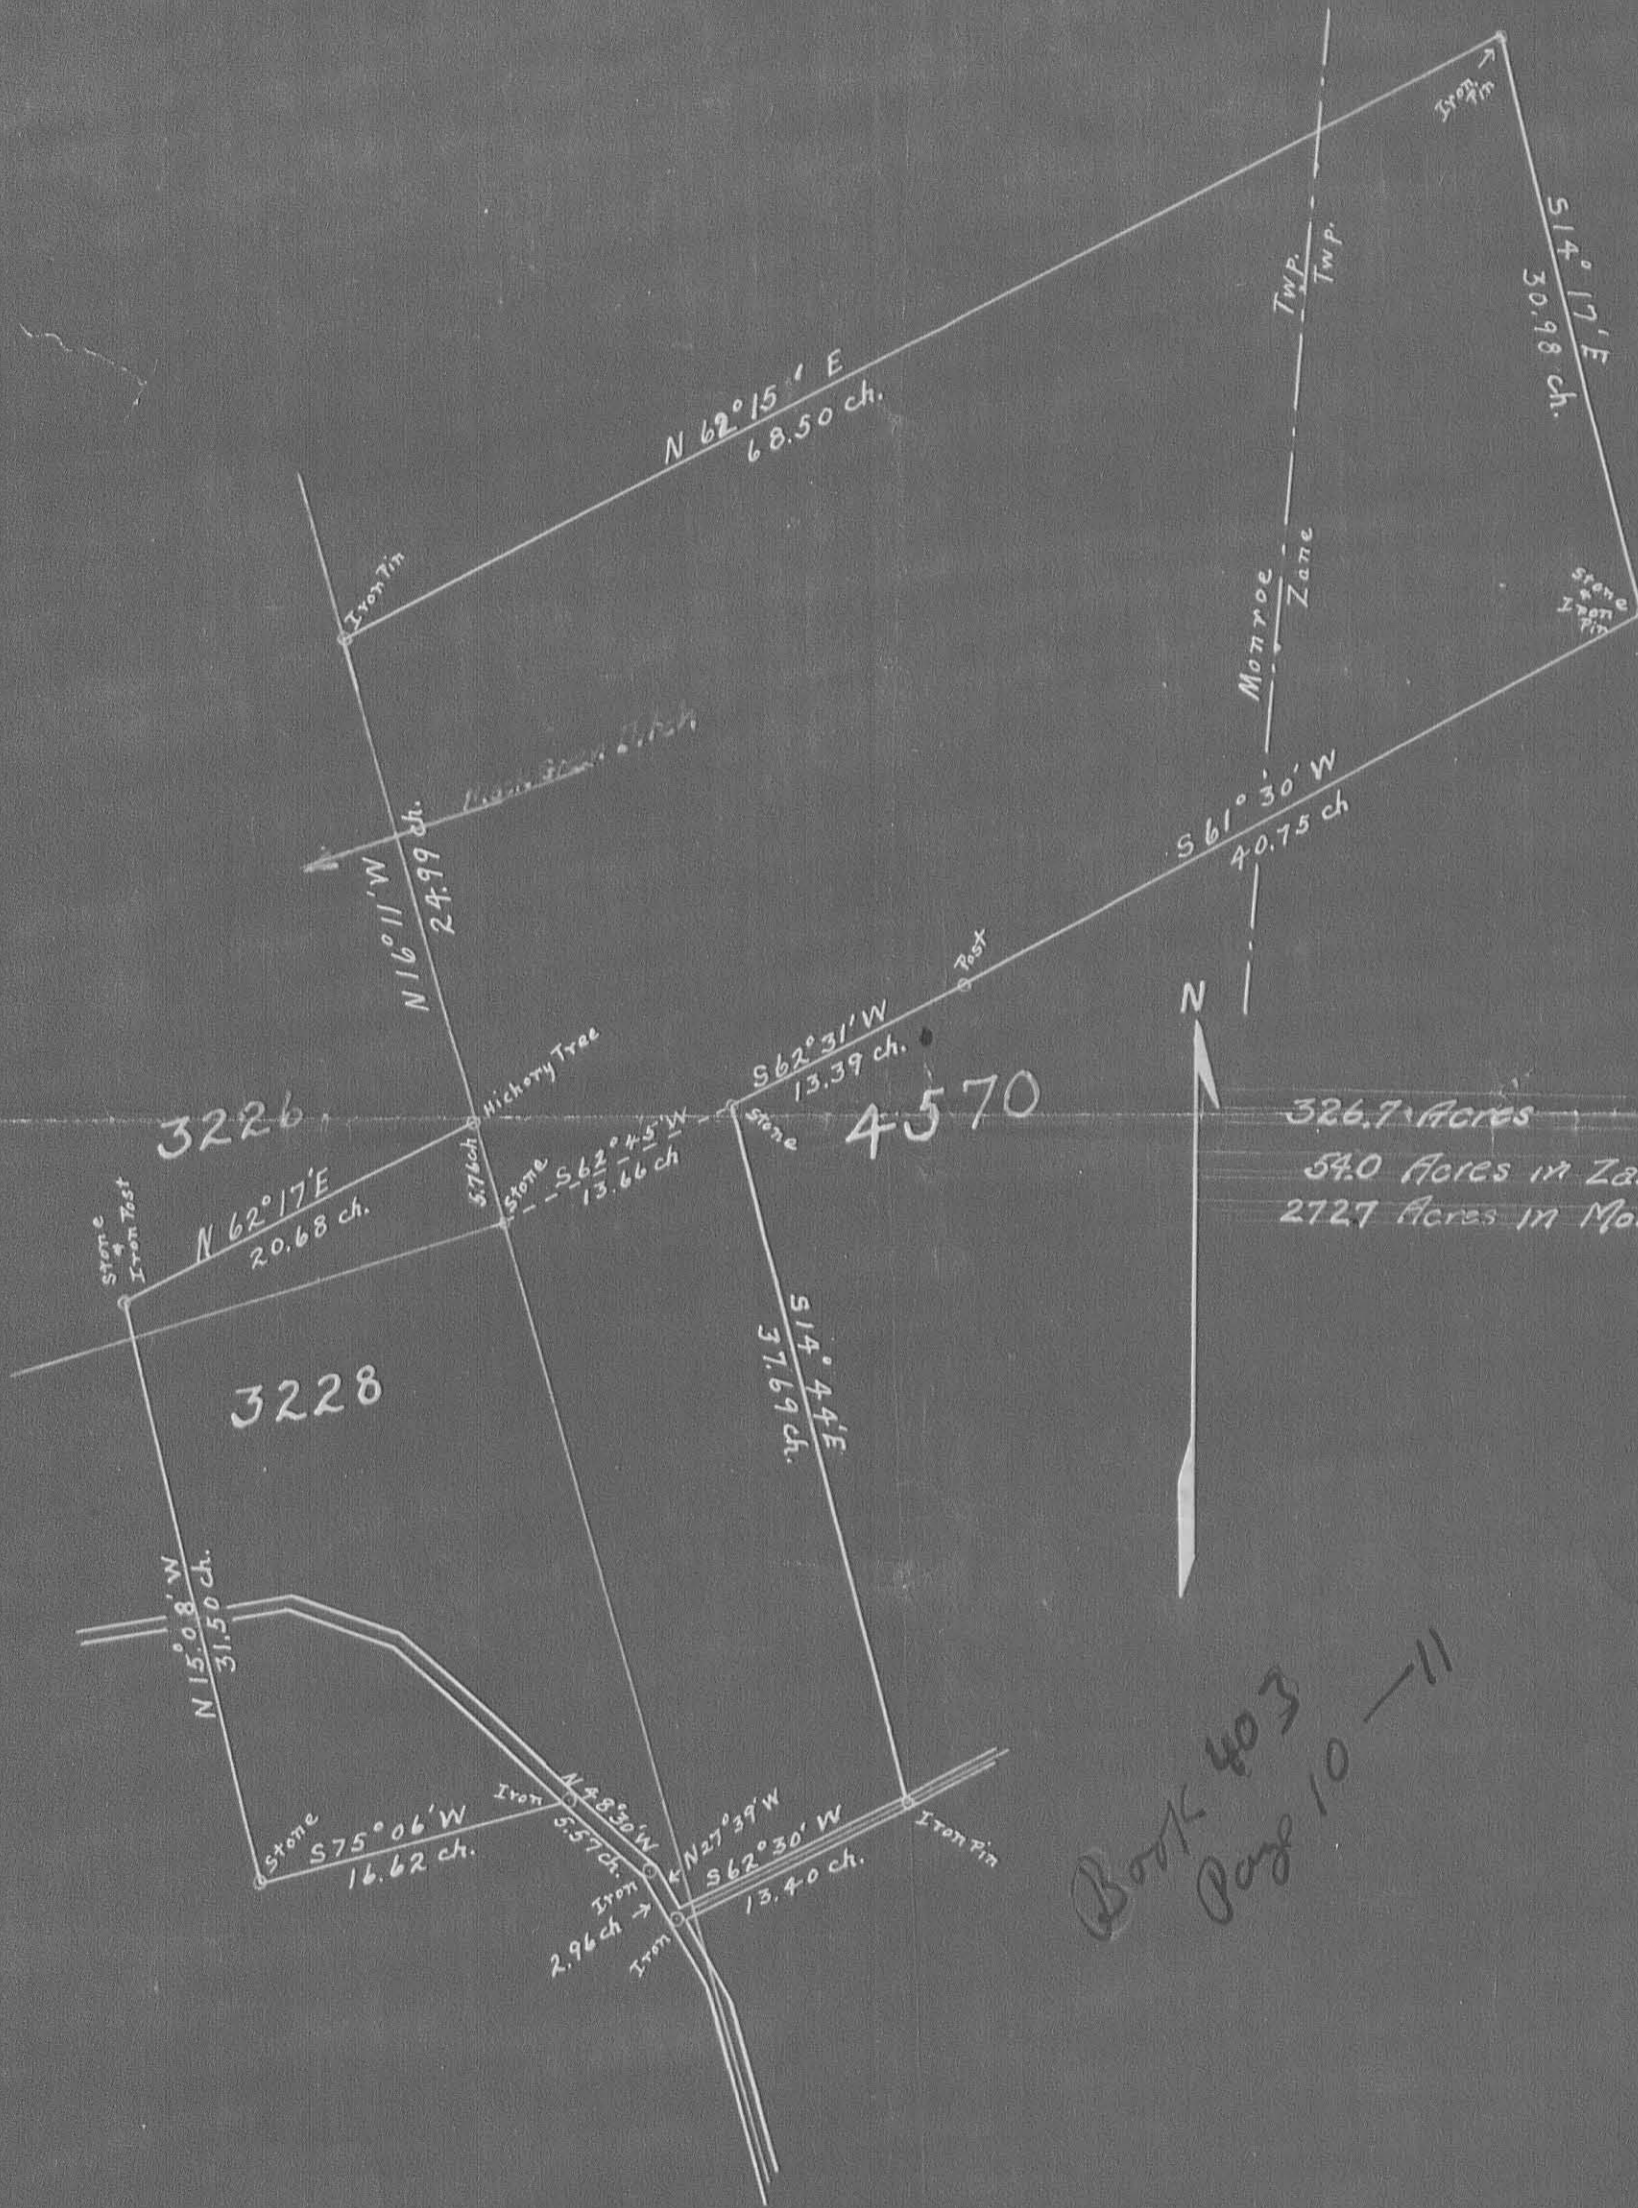 Iron Pin
S 14° 17' E
30.98 ch.
Twp.
Twp.
N 62° 15' E
68.50 ch.
Iron Pin
Monroe
Zane
Stone
&
Iron
Pin
S 61° 30' W
40.75 ch
N 16° 11' W
24.99 ch.
Post
S 62° 31' W
13.39 ch.
Stone
4570
N
326.7 Acres
54.0 Acres in Za
272.7 Acres in Mo
Hickory Tree
3226
5.76 ch
Stone
S 62° 45' W
13.66 ch
N 62° 17' E
20.68 ch.
Stone
&
Iron Post
3228
S 14° 44' E
37.69 ch.
N 15° 08' W
31.50 ch.
Stone
S 75° 06' W
16.62 ch.
Iron
N 48° 30' W
5.57 ch.
Iron
2.96 ch
Iron
N 27° 39' W
S 62° 30' W
13.40 ch.
Iron Pin
Book 403
Page 10 - 11